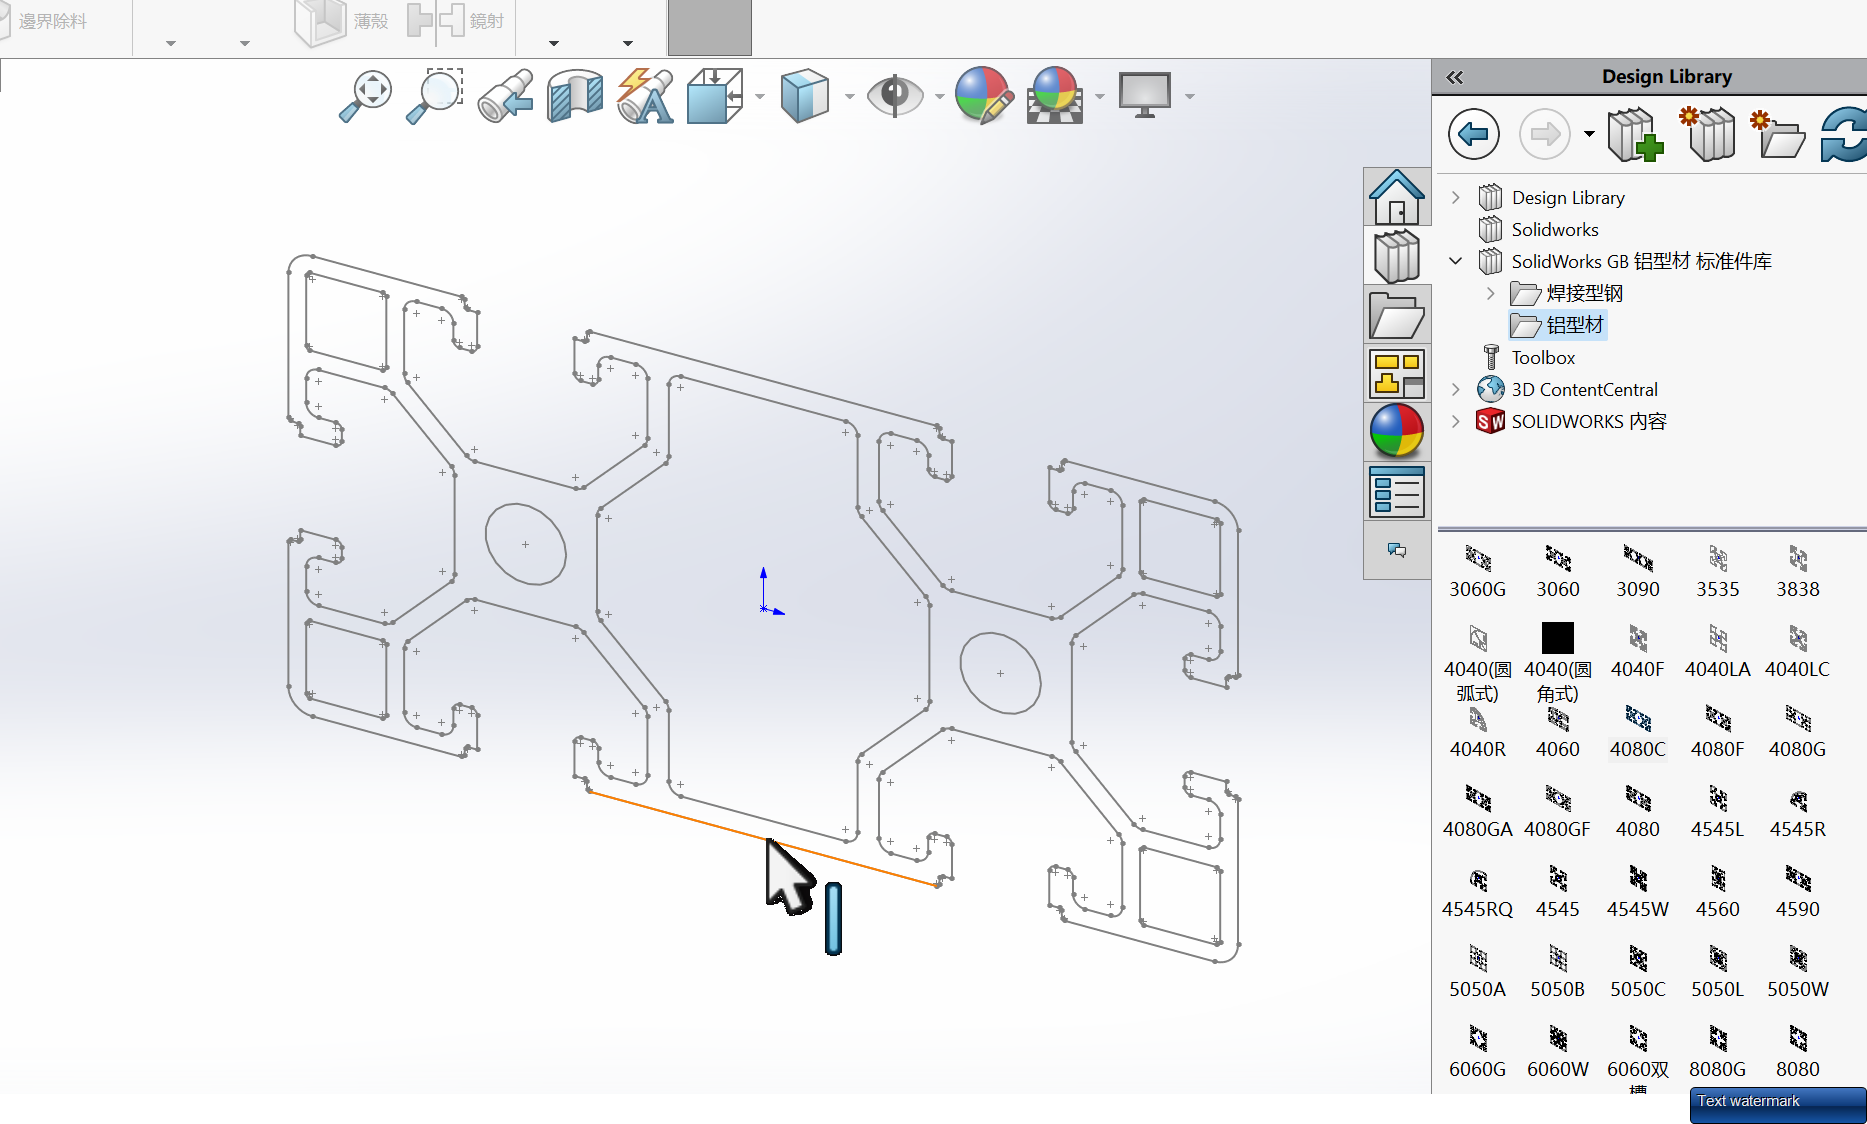 邊界除料
薄殼
鏡射
Design Library
Design Library
Solidworks
SolidWorks GB 铝型材 标准件库
焊接型钢
铝型材
Toolbox
3D ContentCentral
SOLIDWORKS 内容
3060G 3060 3090 3535 3838
4040(圆弧式) 4040(圆角式) 4040F 4040LA 4040LC
4040R 4060 4080C 4080F 4080G
4080GA 4080GF 4080 4545L 4545R
4545RQ 4545 4545W 4560 4590
5050A 5050B 5050C 5050L 5050W
6060G 6060W 6060双槽 8080G 8080
Text watermark